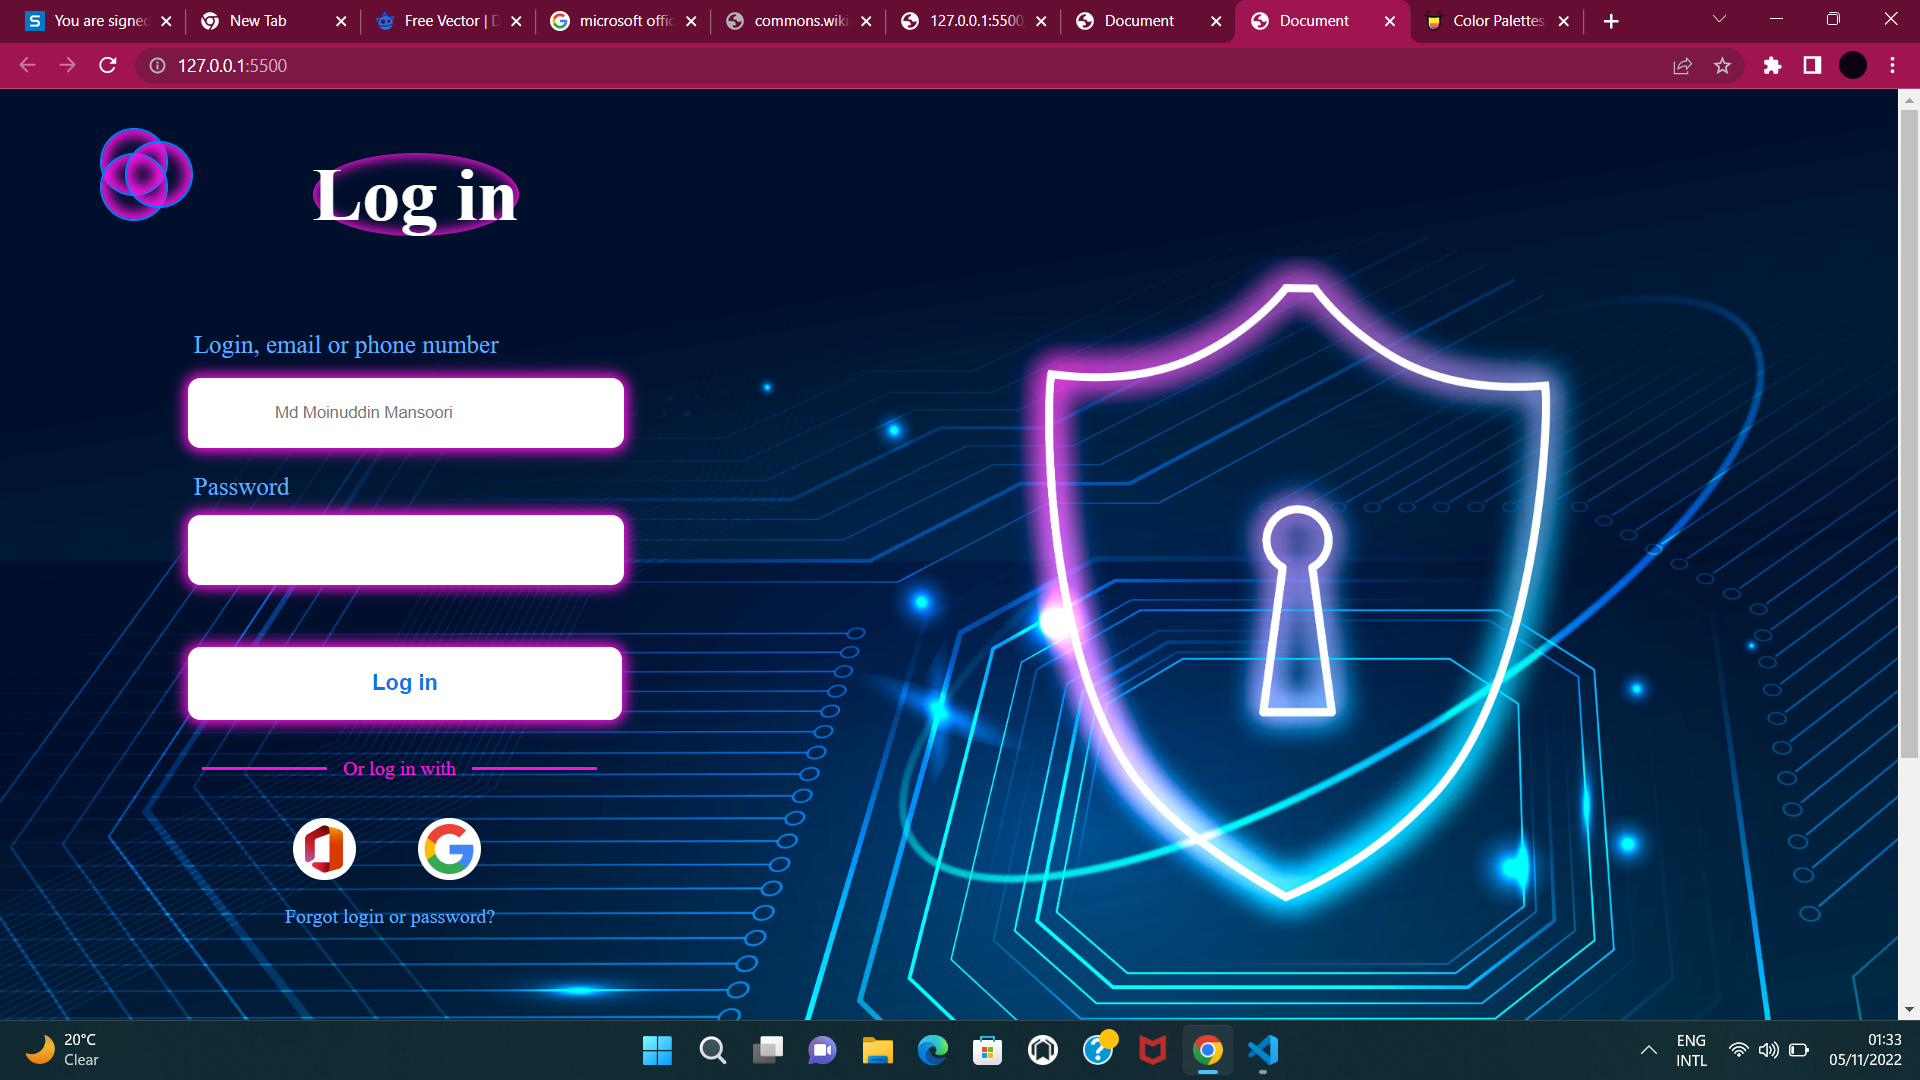 You are signed
New Tab
Free Vector | D
microsoft offic
commons.wiki
127.0.0.1:5500
Document
Document
Color Palettes
127.0.0.1:5500
Log in
Login, email or phone number
Md Moinuddin Mansoori
Password
Log in
Or log in with
Forgot login or password?
20°C
Clear
ENG
INTL
01:33
05/11/2022